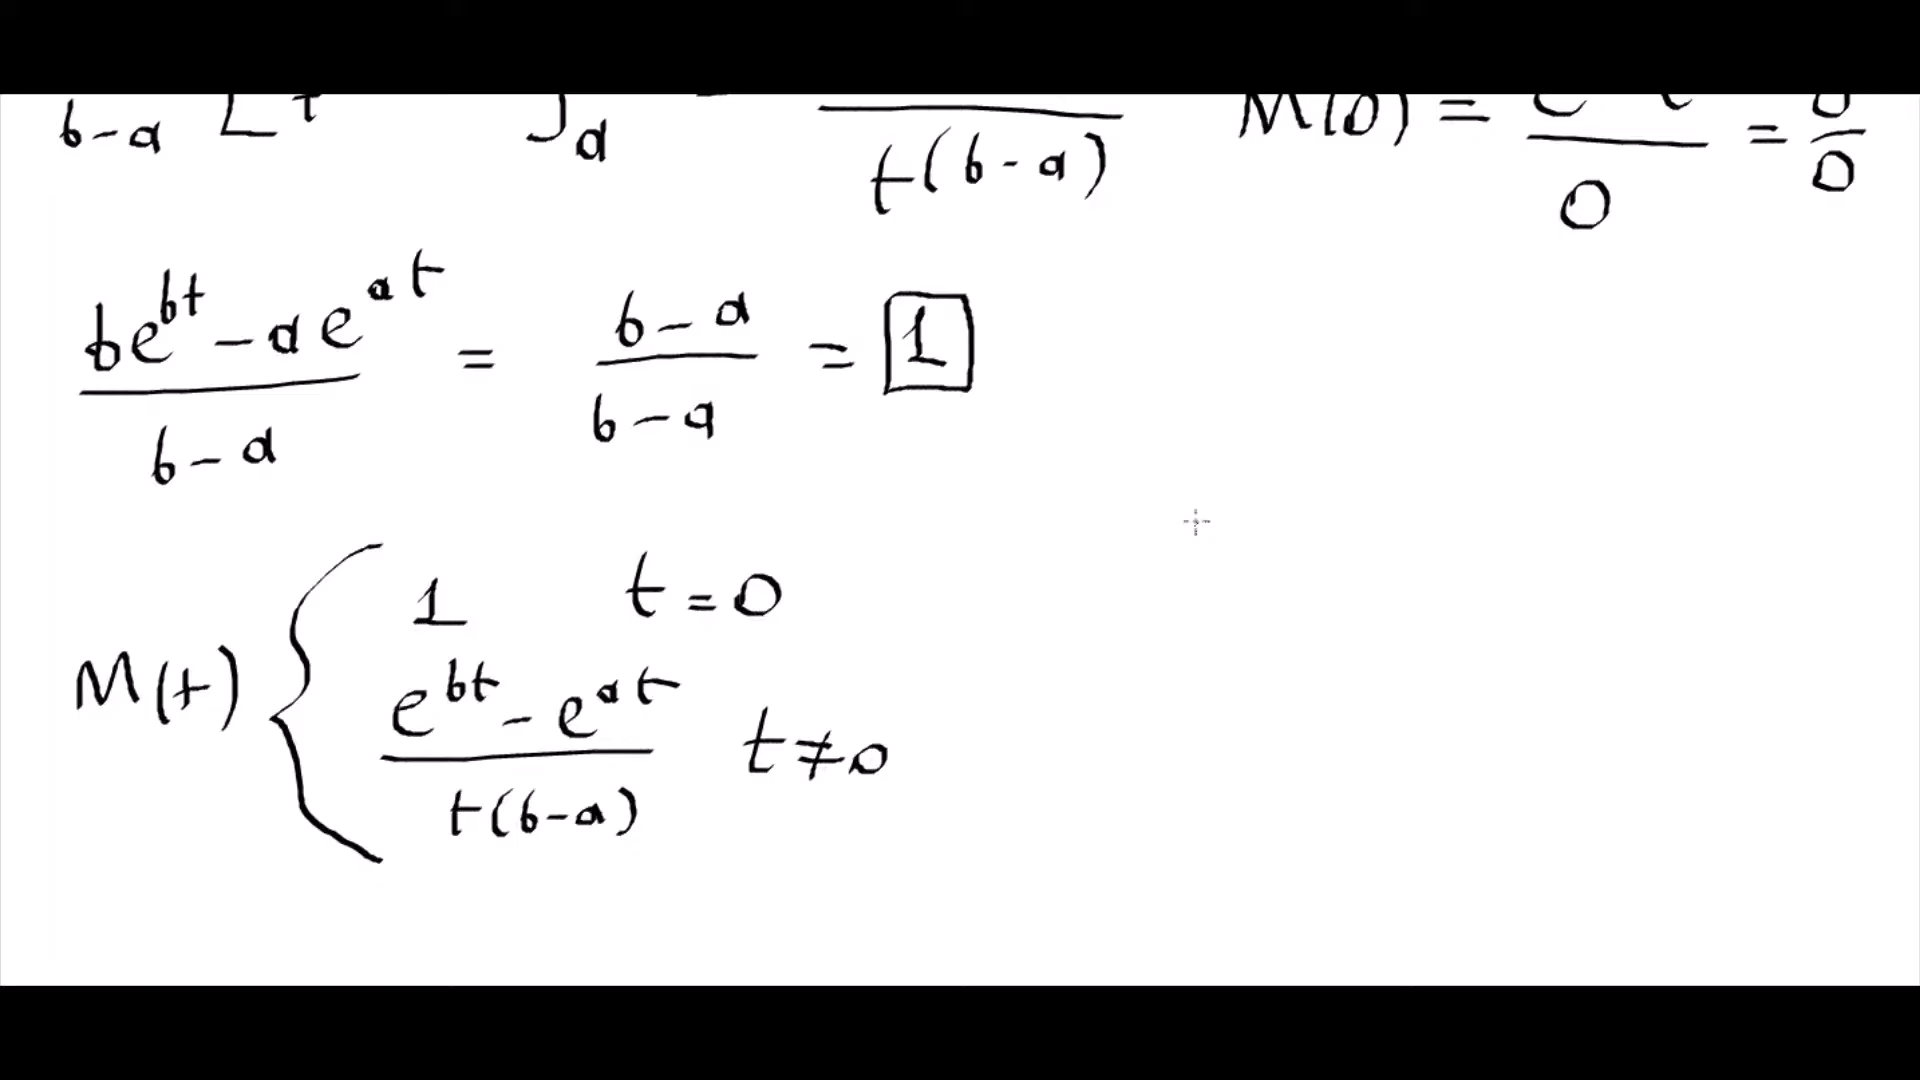 b-a [ t ]a = t(b-a) M(0) = 0 = 0/0
be^bt - ae^at / b-a = b-a / b-a = 1
M(t) { 1 t = 0
e^bt - e^at / t(b-a) t ≠ 0